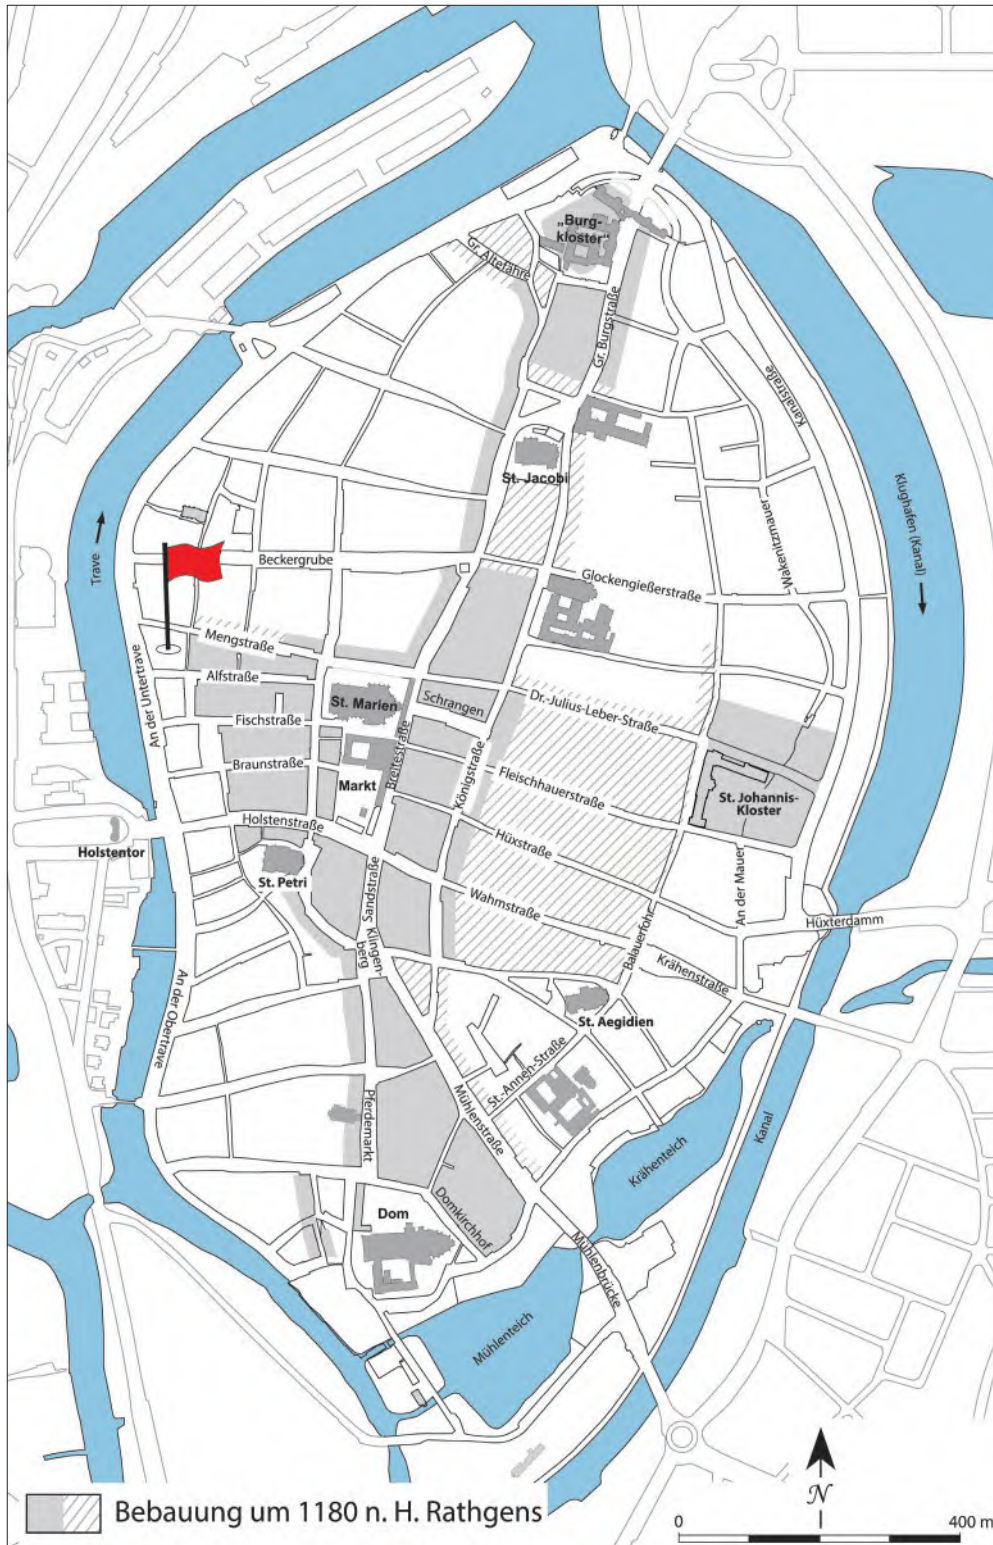 „Burg-
kloster“
Gr. Altefähre
Gr. Burgstraße
Kanalstraße
St. Jacobi
Klughafen (Kanal)
Wakenitzmauer
Trave
Beckergrube
Glockengießerstraße
Mengstraße
An der Untertrave
Alfstraße
St. Marien
Schrangen
Dr.-Julius-Leber-Straße
Fischstraße
Breitestraße
Königstraße
Braunstraße
Markt
Fleischhauerstraße
St. Johannis-
Kloster
Holstenstraße
Hüxstraße
Holstentor
St. Petri
Sandstraße
Wahmstraße
An der Mauer
Hüxterdamm
Klingen-
berg
Balauerfohr
Krähenstraße
An der Obertrave
St. Aegidien
St.-Annen-Straße
Pferdemarkt
Mühlenstraße
Krähenteich
Kanal
Dom
Domkirchhof
Mühlenbrücke
Mühlenteich
N
Bebauung um 1180 n. H. Rathgens
0 400 m